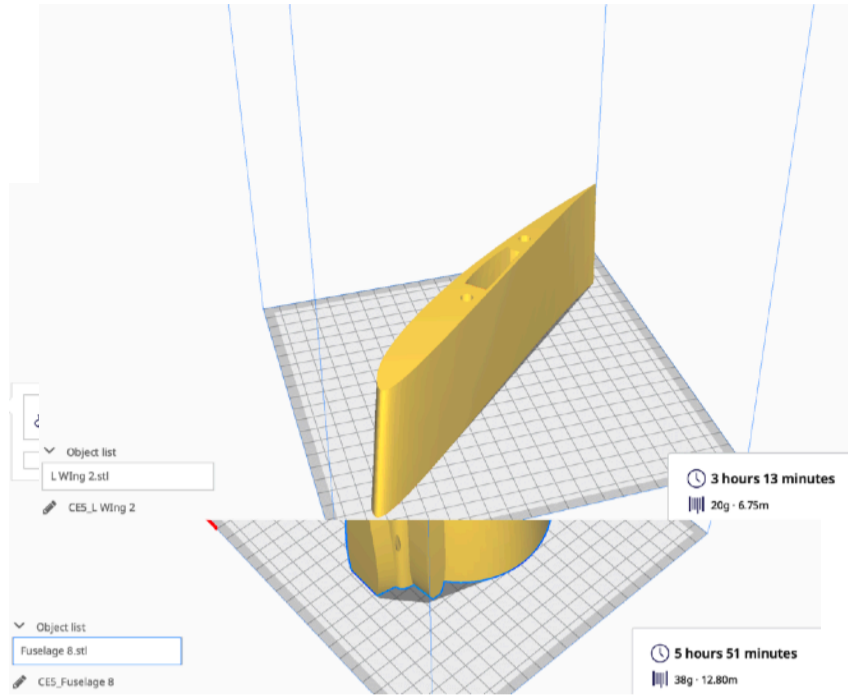 Object list
L WIng 2.stl
CE5_L WIng 2
3 hours 13 minutes
20g · 6.75m
Object list
Fuselage 8.stl
CE5_Fuselage 8
5 hours 51 minutes
38g · 12.80m